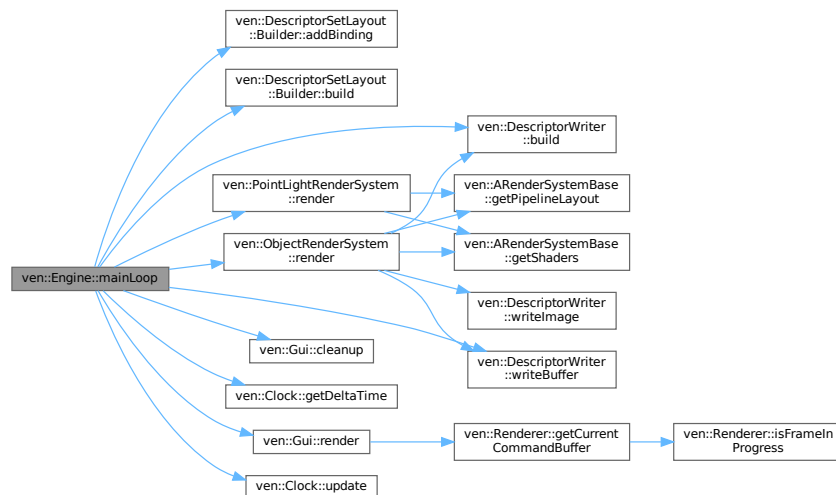 ven::DescriptorSetLayout
::Builder::addBinding
ven::DescriptorSetLayout
::Builder::build
ven::DescriptorWriter
::build
ven::PointLightRenderSystem
::render
ven::ARenderSystemBase
::getPipelineLayout
ven::ObjectRenderSystem
::render
ven::ARenderSystemBase
::getShaders
ven::Engine::mainLoop
ven::DescriptorWriter
::writeImage
ven::Gui::cleanup
ven::DescriptorWriter
::writeBuffer
ven::Clock::getDeltaTime
ven::Gui::render
ven::Renderer::getCurrent
CommandBuffer
ven::Renderer::isFrameIn
Progress
ven::Clock::update